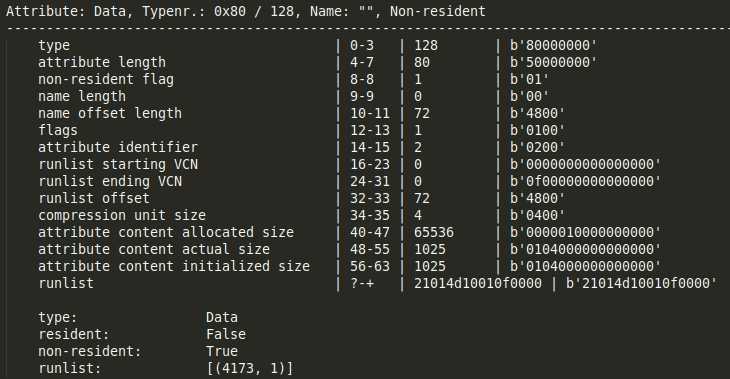 Attribute: Data, Typenr.: 0x80 / 128, Name: "", Non-resident
--------------------------------------------------------------------------------------------------------
type | 0-3 | 128 | b'80000000'
attribute length | 4-7 | 80 | b'50000000'
non-resident flag | 8-8 | 1 | b'01'
name length | 9-9 | 0 | b'00'
name offset length | 10-11 | 72 | b'4800'
flags | 12-13 | 1 | b'0100'
attribute identifier | 14-15 | 2 | b'0200'
runlist starting VCN | 16-23 | 0 | b'0000000000000000'
runlist ending VCN | 24-31 | 0 | b'0f00000000000000'
runlist offset | 32-33 | 72 | b'4800'
compression unit size | 34-35 | 4 | b'0400'
attribute content allocated size | 40-47 | 65536 | b'0000010000000000'
attribute content actual size | 48-55 | 1025 | b'0104000000000000'
attribute content initialized size | 56-63 | 1025 | b'0104000000000000'
runlist | ?-+ | 21014d10010f0000 | b'21014d10010f0000'
type: Data
resident: False
non-resident: True
runlist: [(4173, 1)]